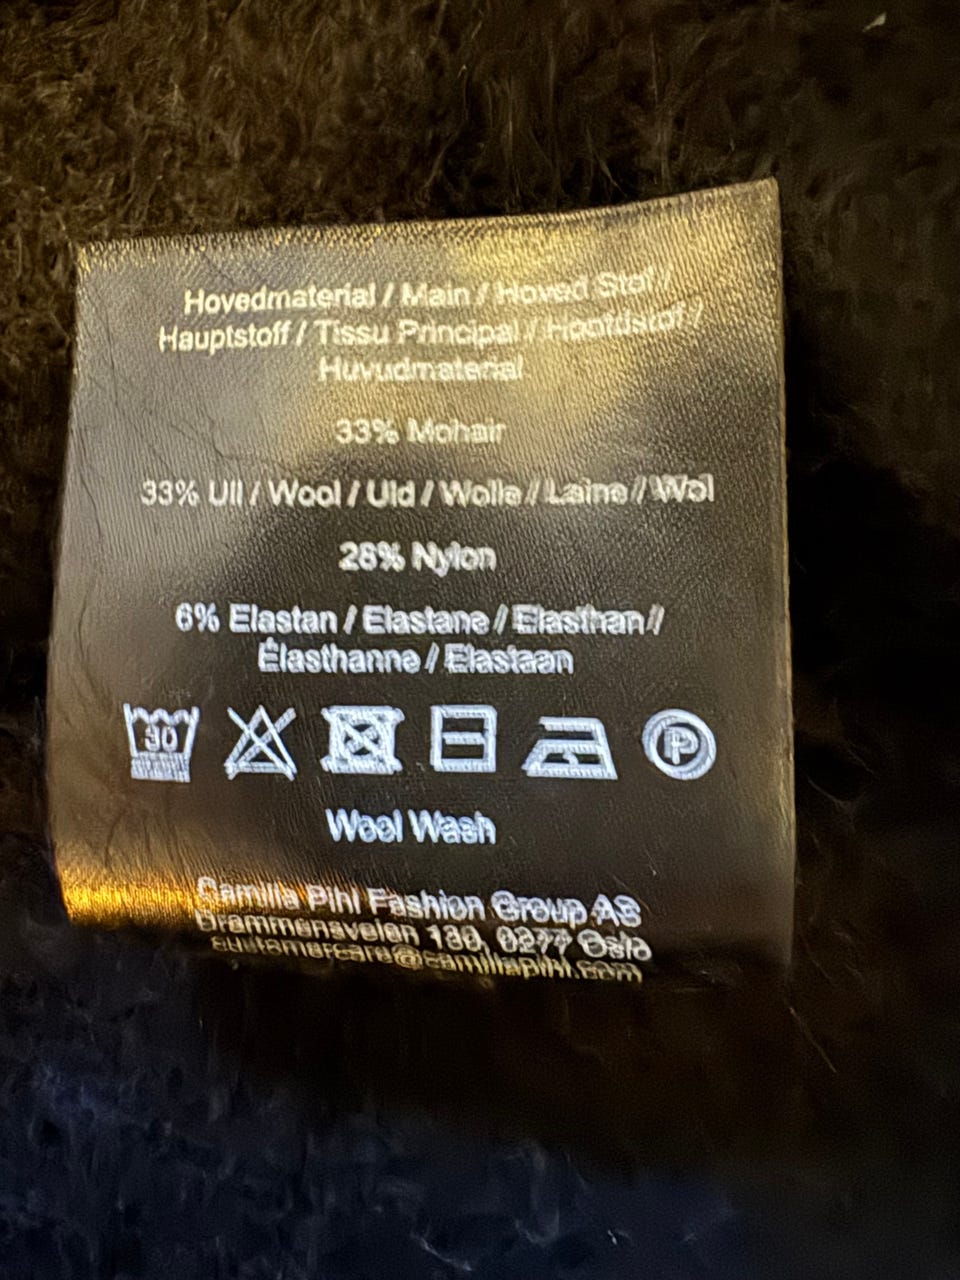 Hovedmaterial / Main / Hoved Stof /
Hauptstoff / Tissu Principal / Hoofdstof /
Huvudmaterial
33% Mohair
33% Ull / Wool / Uld / Wolle / Laine / Wol
28% Nylon
6% Elastan / Elastane / Elasthan /
Élasthanne / Elastaan
30
P
Wool Wash
Camilla Pihl Fashion Group AS
Drammensveien 130, 0277 Oslo
customercare@camillapihl.com